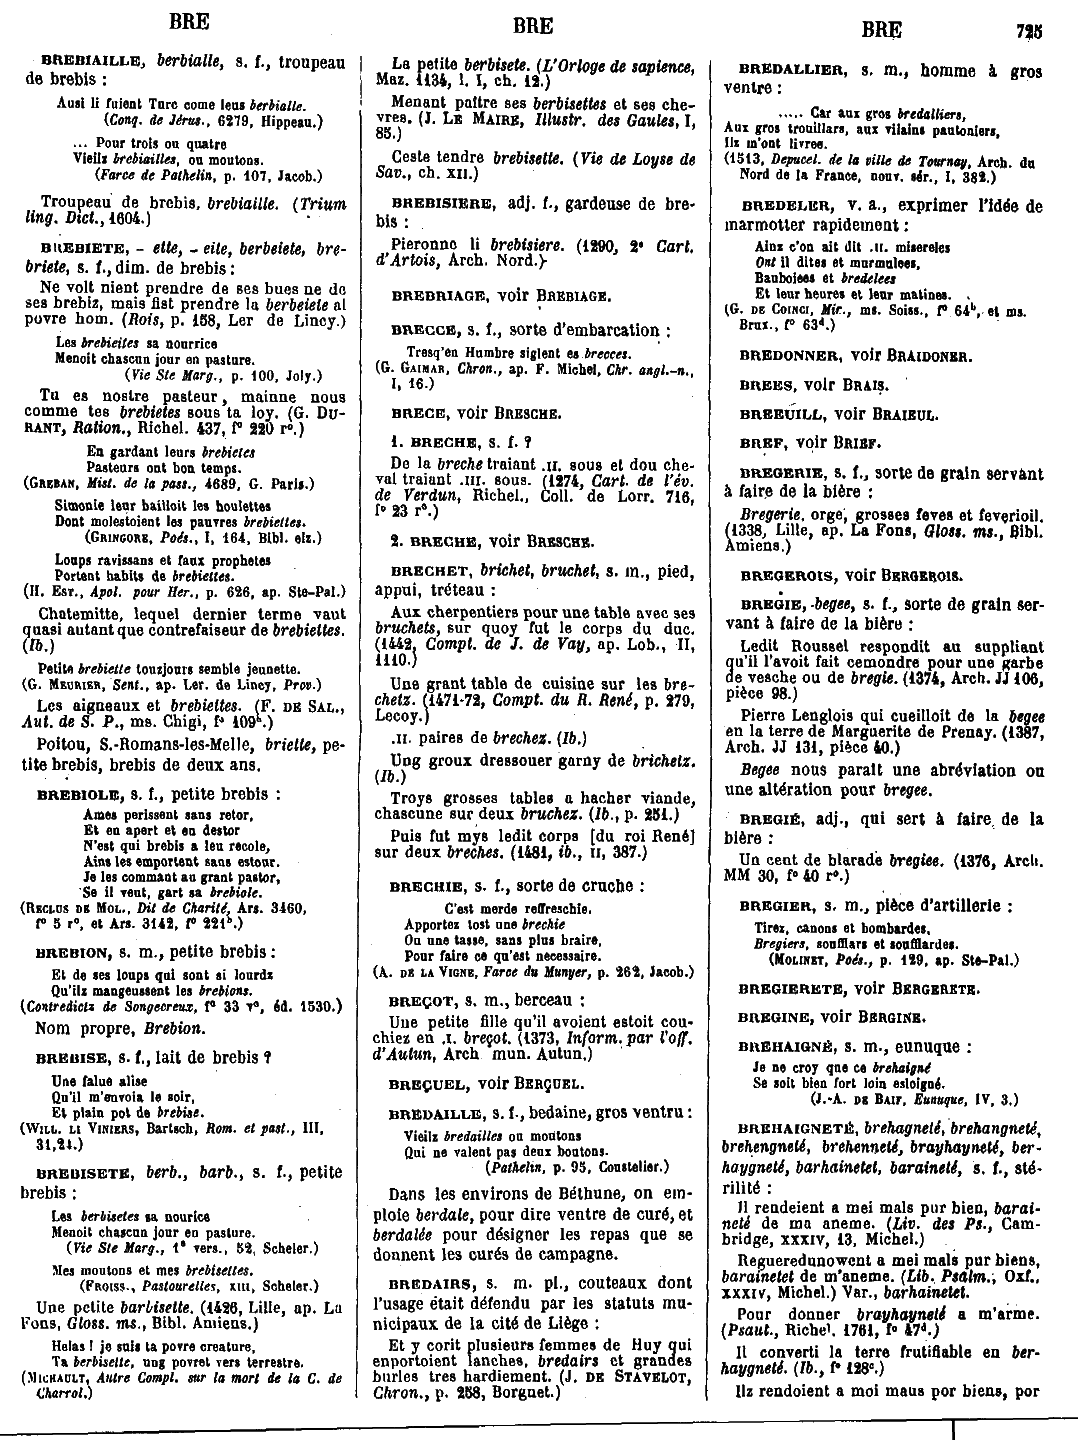 BRE
BRE
BRE
725
BREBIAILLE, berbialle, s. f., troupeau
de brebis :
Ausi li fuient Turc come leus berbialle.
(Conq. de Jérus., 6279, Hippeau.)
... Pour trois ou quatre
Vieilz brebiailles, ou moutons.
(Farce de Pathelin, p. 107, Jacob.)
Troupeau de brebis, brebiaille. (Trium
ling. Dict., 1604.)
BREBIETE, - ette, - eite, berbeiete, bre-
briete, s. f., dim. de brebis :
Ne volt nient prendre de ses bues ne de
ses brebiz, mais fist prendre la berbeiete al
povre hom. (Rois, p. 158, Ler de Lincy.)
Les brebieites sa nourrice
Menoit chascun jour en pasture.
(Vie Ste Marg., p. 100, Joly.)
Tu es nostre pasteur, mainne nous
comme tes brebietes sous ta loy. (G. DU-
RANT, Ration., Richel. 437, f° 220 r°.)
En gardant leurs brebietes
Pasteurs ont bon temps.
(GREBAN, Mist. de la pass., 4689, G. Paris.)
Simonie leur bailloit les houlettes
Dont molestoient les pauvres brebiettes.
(GRINGORE, Poés., I, 164, Bibl. elz.)
Loups ravissans et faux prophetes
Portent habits de brebiettes.
(H. EST., Apol. pour Her., p. 626, ap. Ste-Pal.)
Chatemitte, lequel dernier terme vaut
quasi autant que contrefaiseur de brebiettes.
(Ib.)
Petite brebiette tousjours semble jeunette.
(G. MEURIER, Sent., ap. Ler. de Lincy, Prov.)
Les aigneaux et brebiettes. (F. DE SAL.,
Aut. de S. P., ms. Chigi, f° 109b.)
Poitou, S.-Romans-les-Melle, briette, pe-
tite brebis, brebis de deux ans.
BREBIOLE, s. f., petite brebis :
Ames perissent sans retor,
Et en apert et en destor
N'est qui brebis a leu recole,
Ains les emportent sans estour.
Je les commant au grant pastor,
Se il veut, gart sa brebiole.
(RECLUS DE MOL., Dit de Charité, Ars. 3460,
f° 5 r°, et Ars. 3142, f° 221b.)
BREBION, s. m., petite brebis :
Et de ses loups qui sont si lourdz
Qu'ilz mangeussent les brebions.
(Contredictz de Songecreux, f° 33 v°, éd. 1530.)
Nom propre, Brebion.
BREBISE, s. f., lait de brebis ?
Une falue alise
Qu'il m'envoia le soir,
Et plain pot de brebise.
(WILL. LI VINIERS, Bartsch, Rom. et past., III,
31,24.)
BREBISETE, berb., barb., s. f., petite
brebis :
Les berbisetes sa nourice
Menoit chascun jour en pasture.
(Vie Ste Marg., 1e vers., 52, Scheler.)
Mes moutons et mes brebisettes.
(FROISS., Pastourelles, XIII, Scheler.)
Une petite barbisette. (1426, Lille, ap. La
Fons, Gloss. ms., Bibl. Amiens.)
Helas ! je suis ta povre creature,
Ta berbisette, ung povret vers terrestre.
(MICHAULT, Autre Compl. sur la mort de la C. de
Charrol.)
La petite berbisete. (L'Orloge de sapience,
Maz. 1134, l. I, ch. 12.)
Menant paître ses berbisettes et ses che-
vres. (J. LE MAIRE, Illustr. des Gaules, I,
85.)
Ceste tendre brebisette. (Vie de Loyse de
Sav., ch. XII.)
BREBISIERE, adj. f., gardeuse de bre-
bis :
Pieronne li brebisiere. (1290, 2e Cart.
d'Artois, Arch. Nord.)
BREBRIAGE, voir BREBIAGE.
BRECCE, s. f., sorte d'embarcation :
Tresqu'en Humbre siglent es brecces.
(G. GAIMAR, Chron., ap. F. Michel, Chr. angl.-n.,
I, 16.)
BRECE, voir BRESCHE.
1. BRECHE, s. f. ?
De la breche traiant .II. sous et dou che-
val traiant .III. sous. (1274, Cart. de l'év.
de Verdun, Richel., Coll. de Lorr. 716,
f° 23 r°.)
2. BRECHE, voir BRESCHE.
BRECHET, brichet, bruchet, s. m., pied,
appui, tréteau :
Aux cherpentiers pour une table avec ses
bruchets, sur quoy fut le corps du duc.
(1442, Compt. de J. de Vay, ap. Lob., II,
1110.)
Une grant table de cuisine sur les bre-
chetz. (1471-72, Compt. du R. René, p. 279,
Lecoy.)
.II. paires de brechez. (Ib.)
Ung groux dressouer garny de brichetz.
(Ib.)
Troys grosses tables a hacher viande,
chascune sur deux bruchez. (Ib., p. 251.)
Puis fut mys ledit corps [du roi René]
sur deux breches. (1481, ib., II, 387.)
BRECHIE, s. f., sorte de cruche :
C'est merde reffreschie.
Apportez tost une brechie
Ou une tasse, sans plus braire,
Pour faire ce qu'est necessaire.
(A. DE LA VIGNE, Farce du Munyer, p. 262, Jacob.)
BREÇOT, s. m., berceau :
Une petite fille qu'il avoient estoit cou-
chiez en .I. breçot. (1373, Inform. par l'off.
d'Autun, Arch mun. Autun.)
BREÇUEL, voir BERÇUEL.
BREDAILLE, s. f., bedaine, gros ventru :
Vieilz bredailles ou moutons
Qui ne valent pas deux boutons.
(Pathelin, p. 95, Coustelier.)
Dans les environs de Béthune, on em-
ploie berdale, pour dire ventre de curé, et
berdalée pour désigner les repas que se
donnent les curés de campagne.
BREDAIRS, s. m. pl., couteaux dont
l'usage était défendu par les statuts mu-
nicipaux de la cité de Liège :
Et y corit plusieurs femmes de Huy qui
enportoient lanches, bredairs et grandes
burles tres hardiement. (J. DE STAVELOT,
Chron., p. 258, Borgnet.)
BREDALLIER, s. m., homme à gros
ventre :
..... Car aux gros bredalliers,
Aux gros trouillars, aux vilains pautoniers,
Ilz m'ont livree.
(1513, Depucel. de la ville de Tournay, Arch. du
Nord de la France, nouv. sér., I, 382.)
BREDELER, v. a., exprimer l'idée de
marmotter rapidement :
Ainz c'on ait dit .II. misereles
Ont il dites et murmulees,
Bauboiees et bredelees
Et leur heures et leur matines.
(G. DE COINCI, Mir., ms. Soiss., f° 64b, et ms.
Brux., f° 63d.)
BREDONNER, voir BRAIDONER.
BREES, voir BRAIS.
BREEUILL, voir BRAIEUL.
BREF, voir BRIEF.
BREGERIE, s. f., sorte de grain servant
à faire de la bière :
Bregerie, orge, grosses feves et feverioil.
(1338, Lille, ap. La Fons, Gloss. ms., Bibl.
Amiens.)
BREGEROIS, voir BERGEROIS.
BREGIE, -begee, s. f., sorte de grain ser-
vant à faire de la bière :
Ledit Roussel respondit au suppliant
qu'il l'avoit fait cemondre pour une garbe
de vesche ou de bregie. (1374, Arch. JJ 106,
pièce 98.)
Pierre Lenglois qui cueilloit de la begee
en la terre de Marguerite de Prenay. (1387,
Arch. JJ 131, pièce 40.)
Begee nous paraît une abréviation ou
une altération pour bregee.
BREGIÉ, adj., qui sert à faire de la
bière :
Un cent de blarade bregiee. (1376, Arch.
MM 30, f° 40 r°.)
BREGIER, s. m., pièce d'artillerie :
Tirez, canons et bombardes,
Bregiers, soufflars et soufflardes.
(MOLINET, Poés., p. 129, ap. Ste-Pal.)
BREGIERETE, voir BERGERETE.
BREGINE, voir BERGINE.
BREHAIGNÉ, s. m., eunuque :
Je ne croy que ce brehaigné
Se soit bien fort loin esloigné.
(J.-A. DE BAIF, Eunuque, IV, 3.)
BREHAIGNETÉ, brehagneté, brehangneté,
brehengneté, brehenneté, brayhayneté, ber-
haygneté, barhainetet, baraineté, s. f., sté-
rilité :
Il rendeient a mei mals pur bien, barai-
neté de ma aneme. (Liv. des Ps., Cam-
bridge, XXXIV, 13, Michel.)
Regueredunowent a mei mals pur biens,
barainetet de m'aneme. (Lib. Psalm., Oxf.,
XXXIV, Michel.) Var., barhainetet.
Pour donner brayhayneté a m'arme.
(Psaut., Richel. 1761, f° 47d.)
Il converti la terre frutifiable en ber-
haygneté. (Ib., f° 128c.)
Ilz rendoient a moi maus por biens, por